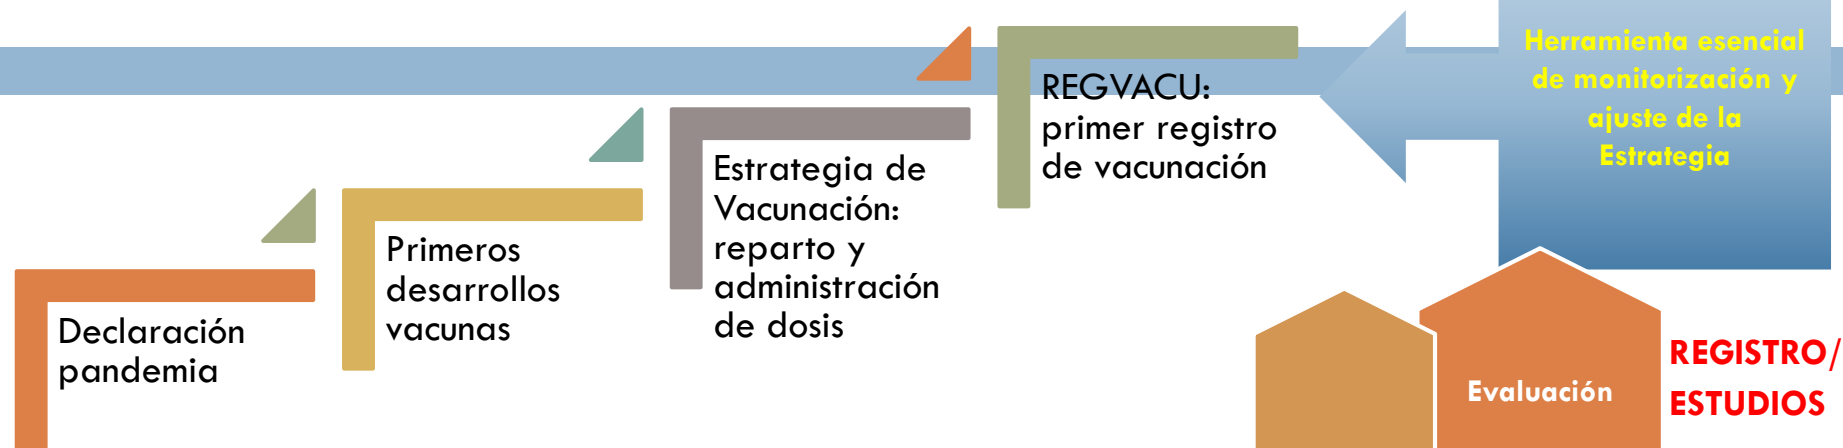 Declaración
pandemia
Primeros
desarrollos
vacunas
Estrategia de
Vacunación:
reparto y
administración
de dosis
REGVACU:
primer registro
de vacunación
Herramienta esencial
de monitorización y
ajuste de la
Estrategia
Evaluación
REGISTRO/
ESTUDIOS